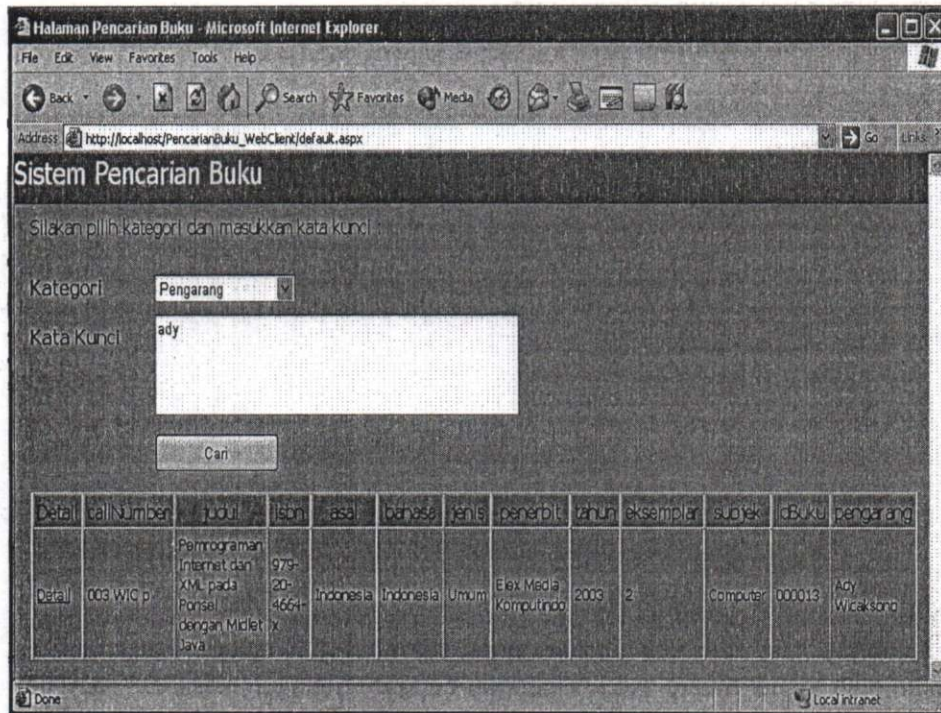 Halaman Pencarian Buku - Microsoft Internet Explorer
File Edit View Favorites Tools Help
Back Search Favorites Media
Address http://localhost/PencarianBuku_WebClient/default.aspx Go Links
Sistem Pencarian Buku
Silakan pilih kategori dan masukkan kata kunci :
Kategori Pengarang
Kata Kunci ady
Cari
Detail callNumber judul isbn asal bahasa jenis penerbit tahun eksemplar subjek idBuku pengarang
Detail 003 WIC p Pemrograman Internet dan XML pada Ponsel dengan Midlet Java 979-20-4664-x Indonesia Indonesia Umum Elex Media Komputindo 2003 2 Computer 000013 Ady Wicaksono
Done Local intranet